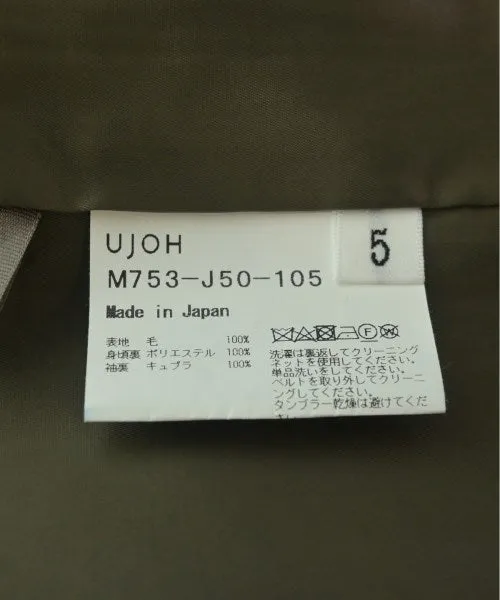 UJOH
5
M753-J50-105
Made in Japan
表地 毛 100%
身頃裏 ポリエステル 100%
袖裏 キュプラ 100%
F W
洗濯は裏返してクリーニング
ネットを使用してください。
単品洗いをしてください。
ベルトを取り外してクリーニ
ングしてください。
タンブラー乾燥は避けてくだ
さい